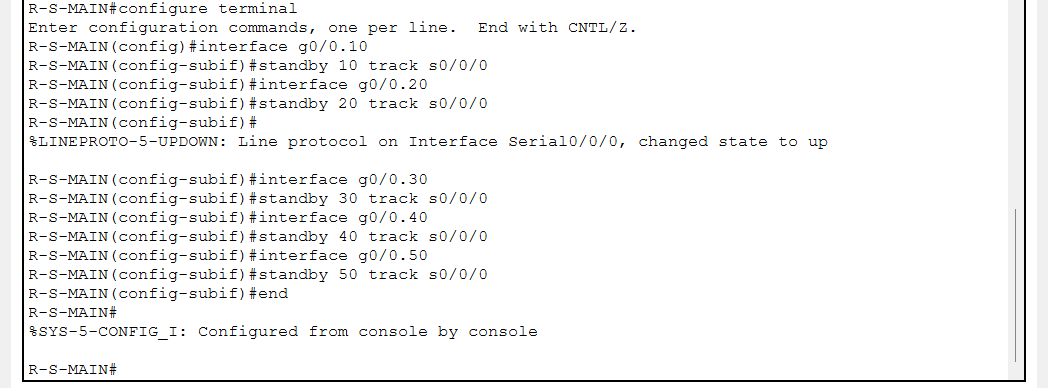 R-S-MAIN#configure terminal
Enter configuration commands, one per line.  End with CNTL/Z.
R-S-MAIN(config)#interface g0/0.10
R-S-MAIN(config-subif)#standby 10 track s0/0/0
R-S-MAIN(config-subif)#interface g0/0.20
R-S-MAIN(config-subif)#standby 20 track s0/0/0
R-S-MAIN(config-subif)#
%LINEPROTO-5-UPDOWN: Line protocol on Interface Serial0/0/0, changed state to up
R-S-MAIN(config-subif)#interface g0/0.30
R-S-MAIN(config-subif)#standby 30 track s0/0/0
R-S-MAIN(config-subif)#interface g0/0.40
R-S-MAIN(config-subif)#standby 40 track s0/0/0
R-S-MAIN(config-subif)#interface g0/0.50
R-S-MAIN(config-subif)#standby 50 track s0/0/0
R-S-MAIN(config-subif)#end
R-S-MAIN#
%SYS-5-CONFIG_I: Configured from console by console
R-S-MAIN#